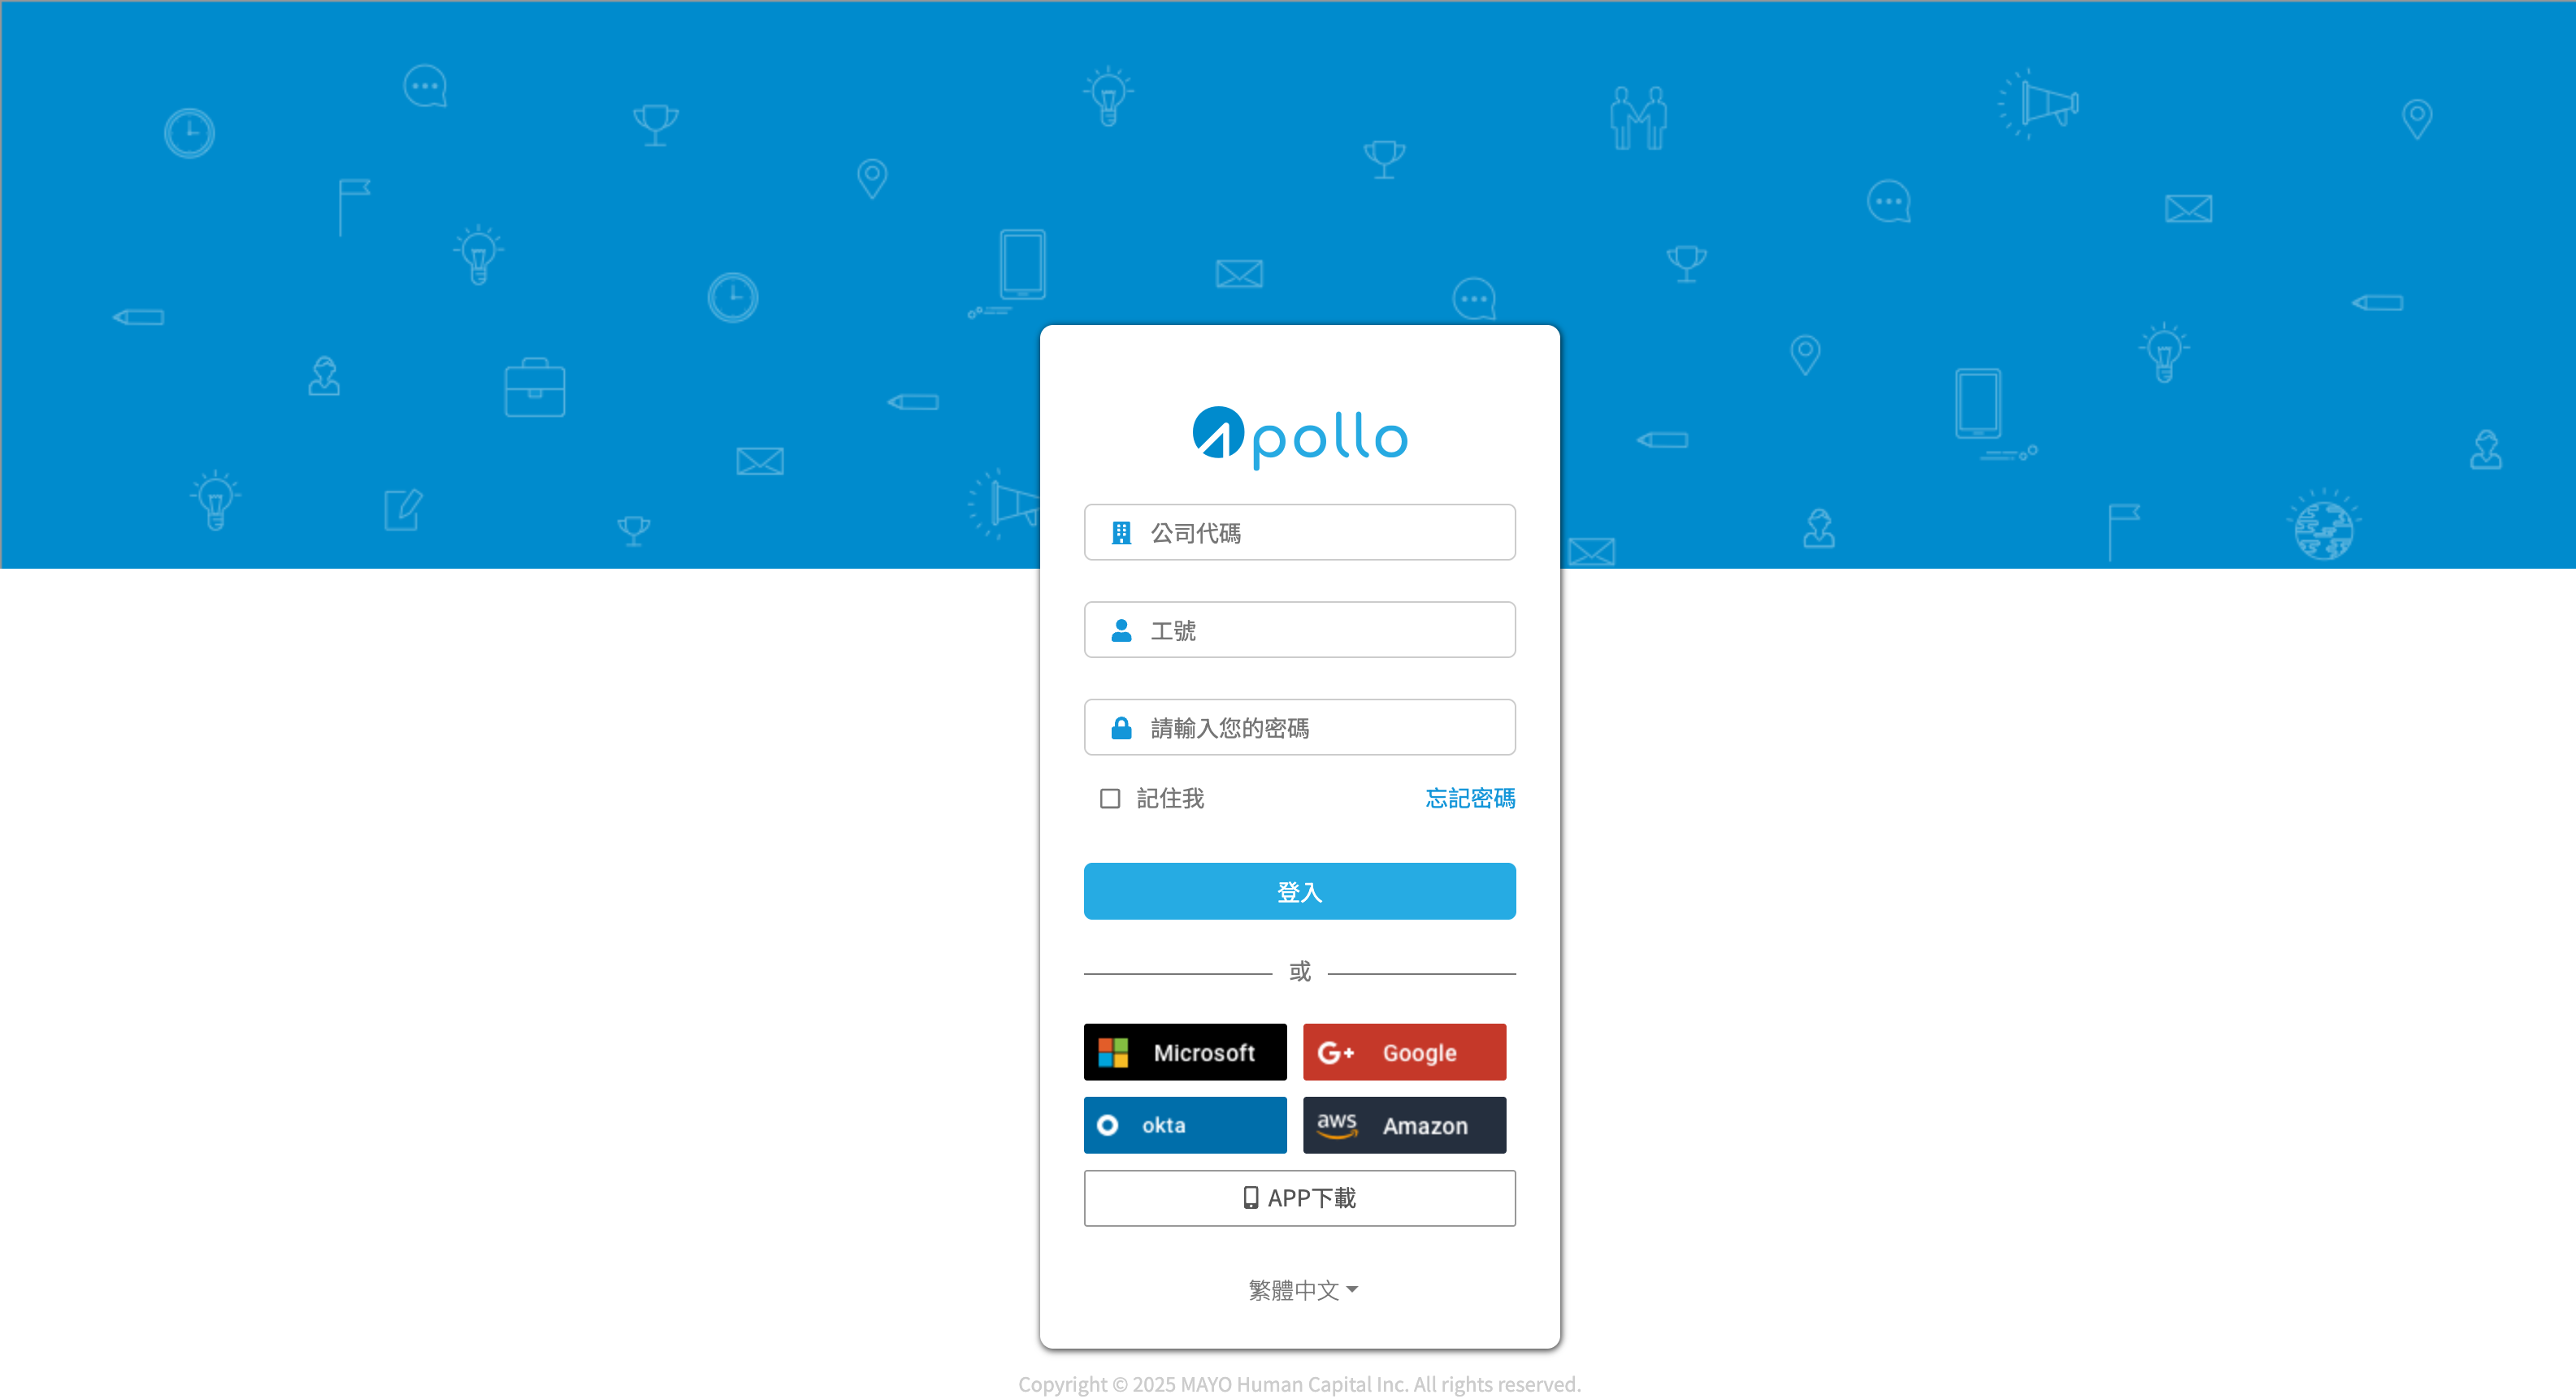 Apollo
公司代碼
工號
請輸入您的密碼
記住我 忘記密碼
登入
或
Microsoft G+ Google
okta aws Amazon
APP下載
繁體中文
Copyright © 2025 MAYO Human Capital Inc. All rights reserved.